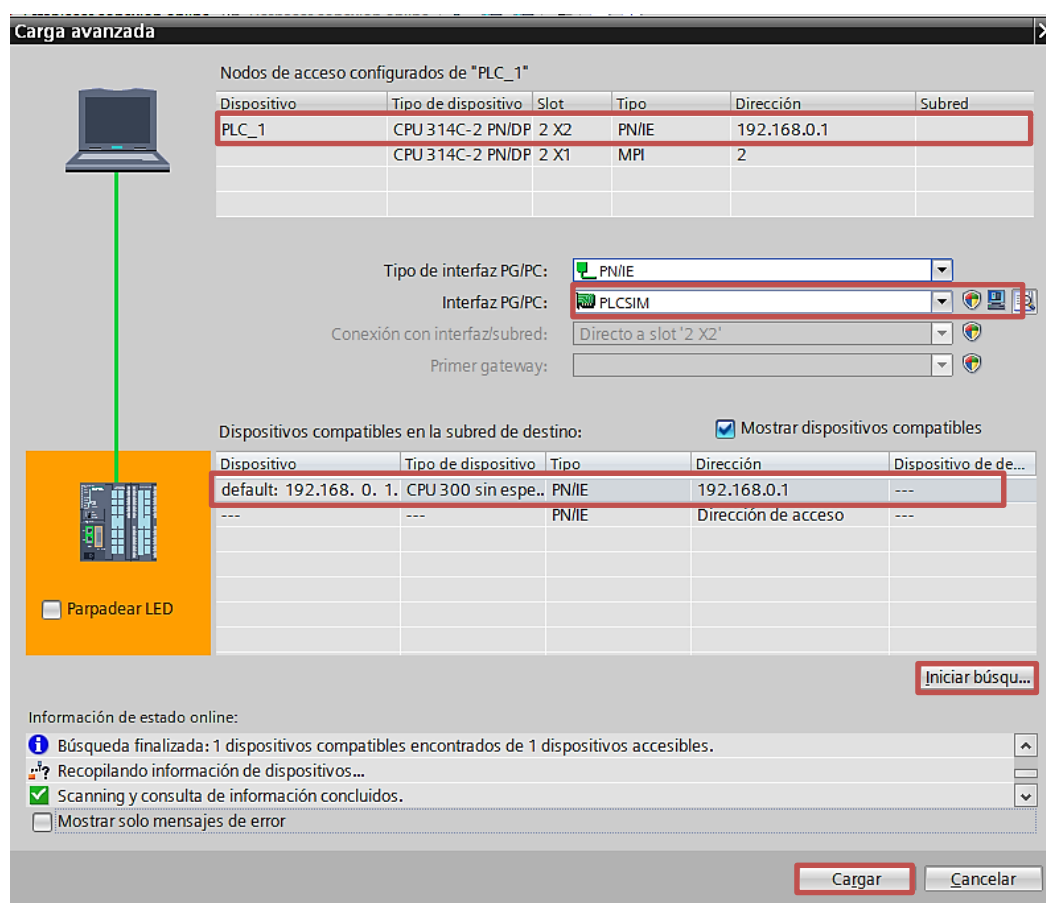 Carga avanzada
Nodos de acceso configurados de "PLC_1"
Dispositivo Tipo de dispositivo Slot Tipo Dirección Subred
PLC_1 CPU 314C-2 PN/DP 2 X2 PN/IE 192.168.0.1
CPU 314C-2 PN/DP 2 X1 MPI 2
Tipo de interfaz PG/PC: PN/IE
Interfaz PG/PC: PLCSIM
Conexión con interfaz/subred: Directo a slot '2 X2'
Primer gateway:
Dispositivos compatibles en la subred de destino: Mostrar dispositivos compatibles
Dispositivo Tipo de dispositivo Tipo Dirección Dispositivo de de...
default: 192.168. 0. 1. CPU 300 sin espe.. PN/IE 192.168.0.1 ---
--- --- PN/IE Dirección de acceso ---
Parpadear LED
Iniciar búsqu...
Información de estado online:
Búsqueda finalizada: 1 dispositivos compatibles encontrados de 1 dispositivos accesibles.
Recopilando información de dispositivos...
Scanning y consulta de información concluidos.
Mostrar solo mensajes de error
Cargar Cancelar